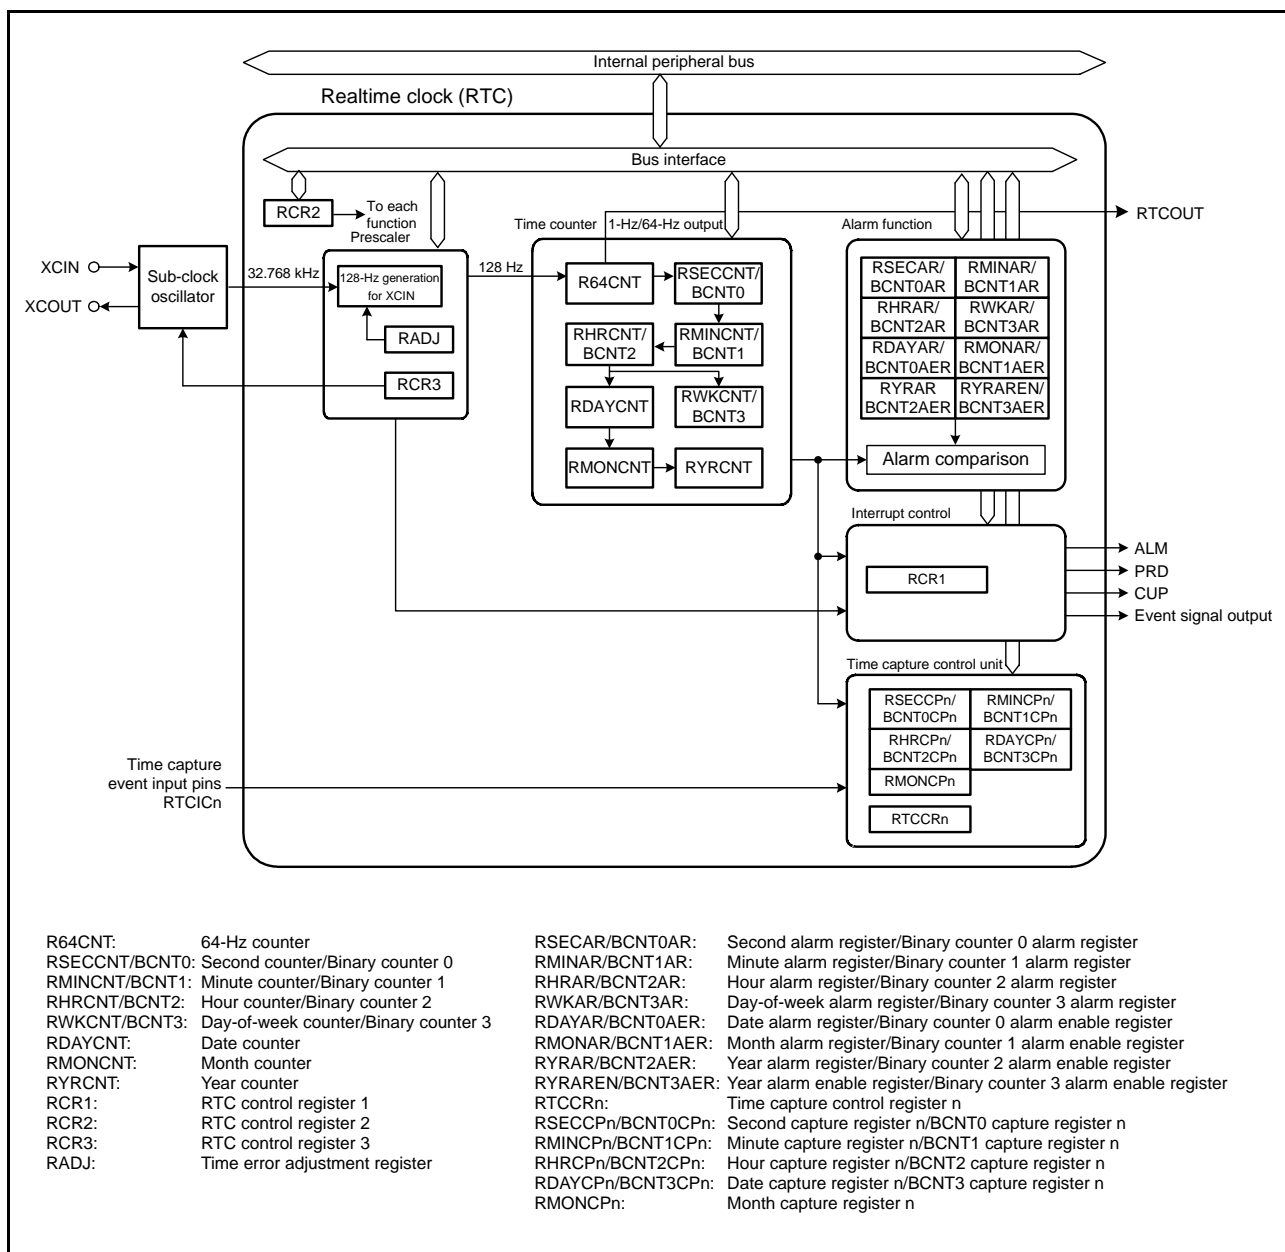 Internal peripheral bus
Realtime clock (RTC)
Bus interface
RCR2
To each
function
Prescaler
Time counter
1-Hz/64-Hz output
Alarm function
RTCOUT
XCIN
XCOUT
Sub-clock
oscillator
32.768 kHz
128-Hz generation
for XCIN
RADJ
RCR3
128 Hz
R64CNT
RSECCNT/
BCNT0
RHRCNT/
BCNT2
RMINCNT/
BCNT1
RDAYCNT
RWKCNT/
BCNT3
RMONCNT
RYRCNT
RSECAR/
BCNT0AR
RMINAR/
BCNT1AR
RHRAR/
BCNT2AR
RWKAR/
BCNT3AR
RDAYAR/
BCNT0AER
RMONAR/
BCNT1AER
RYRAR
BCNT2AER
RYRAREN/
BCNT3AER
Alarm comparison
Interrupt control
RCR1
ALM
PRD
CUP
Event signal output
Time capture control unit
RSECCPn/
BCNT0CPn
RMINCPn/
BCNT1CPn
RHRCPn/
BCNT2CPn
RDAYCPn/
BCNT3CPn
RMONCPn
RTCCRn
Time capture
event input pins
RTCICn
R64CNT: 64-Hz counter
RSECCNT/BCNT0: Second counter/Binary counter 0
RMINCNT/BCNT1: Minute counter/Binary counter 1
RHRCNT/BCNT2: Hour counter/Binary counter 2
RWKCNT/BCNT3: Day-of-week counter/Binary counter 3
RDAYCNT: Date counter
RMONCNT: Month counter
RYRCNT: Year counter
RCR1: RTC control register 1
RCR2: RTC control register 2
RCR3: RTC control register 3
RADJ: Time error adjustment register
RSECAR/BCNT0AR: Second alarm register/Binary counter 0 alarm register
RMINAR/BCNT1AR: Minute alarm register/Binary counter 1 alarm register
RHRAR/BCNT2AR: Hour alarm register/Binary counter 2 alarm register
RWKAR/BCNT3AR: Day-of-week alarm register/Binary counter 3 alarm register
RDAYAR/BCNT0AER: Date alarm register/Binary counter 0 alarm enable register
RMONAR/BCNT1AER: Month alarm register/Binary counter 1 alarm enable register
RYRAR/BCNT2AER: Year alarm register/Binary counter 2 alarm enable register
RYRAREN/BCNT3AER: Year alarm enable register/Binary counter 3 alarm enable register
RTCCRn: Time capture control register n
RSECCPn/BCNT0CPn: Second capture register n/BCNT0 capture register n
RMINCPn/BCNT1CPn: Minute capture register n/BCNT1 capture register n
RHRCPn/BCNT2CPn: Hour capture register n/BCNT2 capture register n
RDAYCPn/BCNT3CPn: Date capture register n/BCNT3 capture register n
RMONCPn: Month capture register n